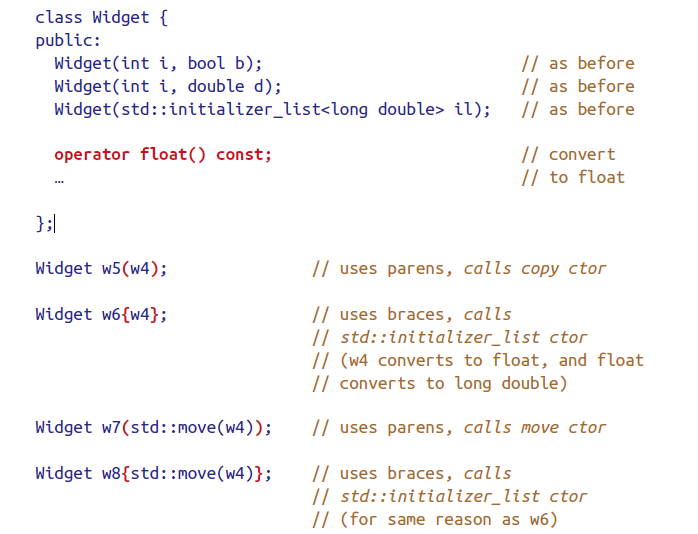 class Widget {
public:
Widget(int i, bool b); // as before
Widget(int i, double d); // as before
Widget(std::initializer_list<long double> il); // as before
operator float() const; // convert
… // to float
};
Widget w5(w4); // uses parens, calls copy ctor
Widget w6{w4}; // uses braces, calls
// std::initializer_list ctor
// (w4 converts to float, and float
// converts to long double)
Widget w7(std::move(w4)); // uses parens, calls move ctor
Widget w8{std::move(w4)}; // uses braces, calls
// std::initializer_list ctor
// (for same reason as w6)